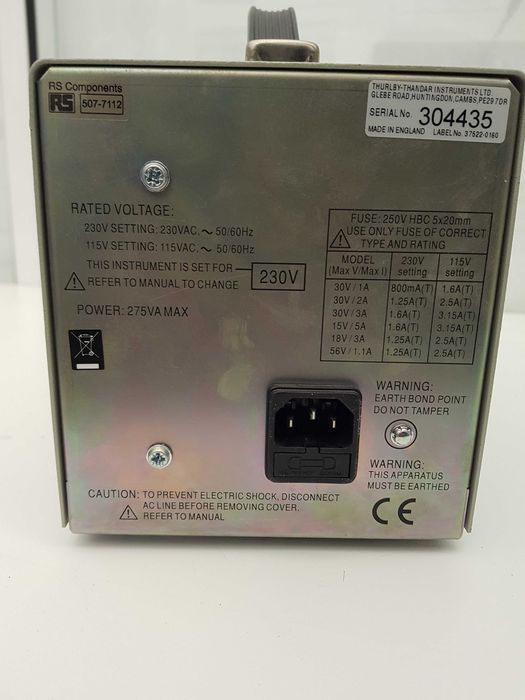 RS Components
RS 507-7112
THURLBY-THANDAR INSTRUMENTS LTD
GLEBE ROAD,HUNTINGDON,CAMBS,PE29 7DR
SERIAL No. 304435
MADE IN ENGLAND LABEL No. 37522-0160
RATED VOLTAGE:
230V SETTING: 230VAC. ~ 50/60Hz
115V SETTING: 115VAC. ~ 50/60Hz
THIS INSTRUMENT IS SET FOR 230V
REFER TO MANUAL TO CHANGE
POWER: 275VA MAX
FUSE: 250V HBC 5x20mm
USE ONLY FUSE OF CORRECT
TYPE AND RATING
MODEL 230V 115V
(Max V/Max I) setting setting
30V / 1A 800mA(T) 1.6A(T)
30V / 2A 1.25A(T) 2.5A(T)
30V / 3A 1.6A(T) 3.15A(T)
15V / 5A 1.6A(T) 3.15A(T)
18V / 3A 1.25A(T) 2.5A(T)
56V / 1.1A 1.25A(T) 2.5A(T)
WARNING:
EARTH BOND POINT
DO NOT TAMPER
WARNING:
THIS APPARATUS
MUST BE EARTHED
CAUTION: TO PREVENT ELECTRIC SHOCK, DISCONNECT
AC LINE BEFORE REMOVING COVER.
REFER TO MANUAL
CE